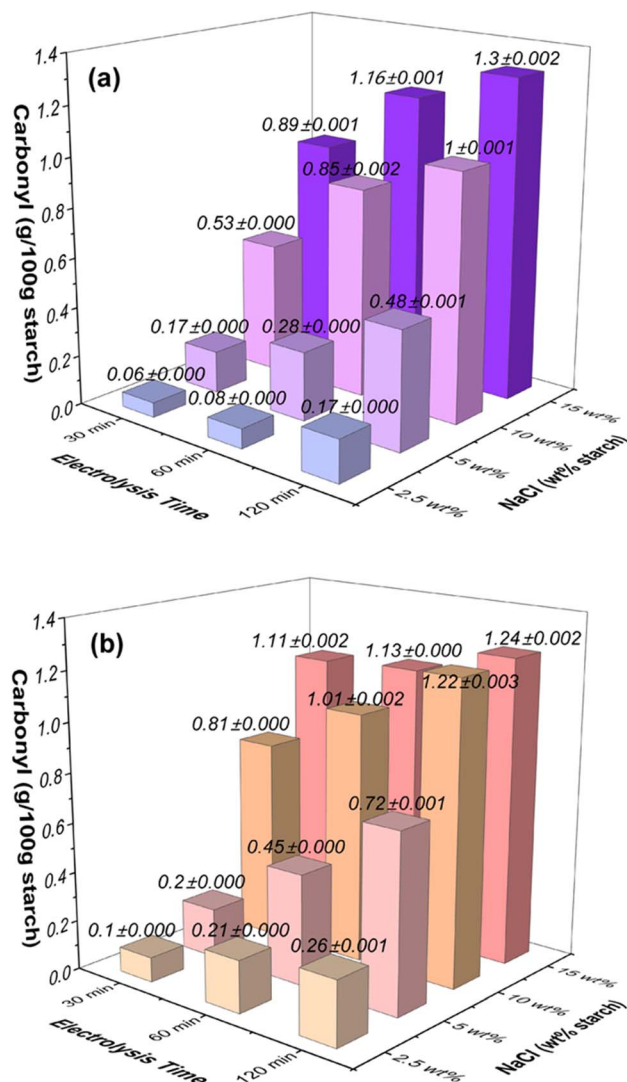 (a)
Carbonyl (g/100g starch)
1.4
1.2
1.0
0.8
0.6
0.4
0.2
0.0
1.3±0.002
1.16±0.001
0.89±0.001
1±0.001
0.85±0.002
0.53±0.000
0.48±0.001
0.28±0.000
0.17±0.000
0.17±0.000
0.08±0.000
0.06±0.000
30 min
60 min
120 min
Electrolysis Time
2.5 wt%
5 wt%
10 wt%
15 wt%
NaCl (wt% starch)
(b)
Carbonyl (g/100g starch)
1.4
1.2
1.0
0.8
0.6
0.4
0.2
0.0
1.24±0.002
1.13±0.000
1.11±0.002
1.22±0.003
1.01±0.002
0.81±0.000
0.72±0.001
0.45±0.000
0.2±0.000
0.26±0.001
0.21±0.000
0.1±0.000
30 min
60 min
120 min
Electrolysis Time
2.5 wt%
5 wt%
10 wt%
15 wt%
NaCl (wt% starch)